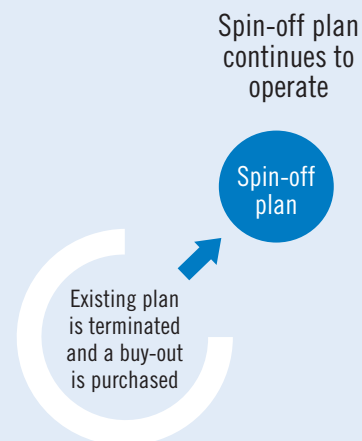 Spin-off plan
continues to
operate
Spin-off
plan
Existing plan
is terminated
and a buy-out
is purchased